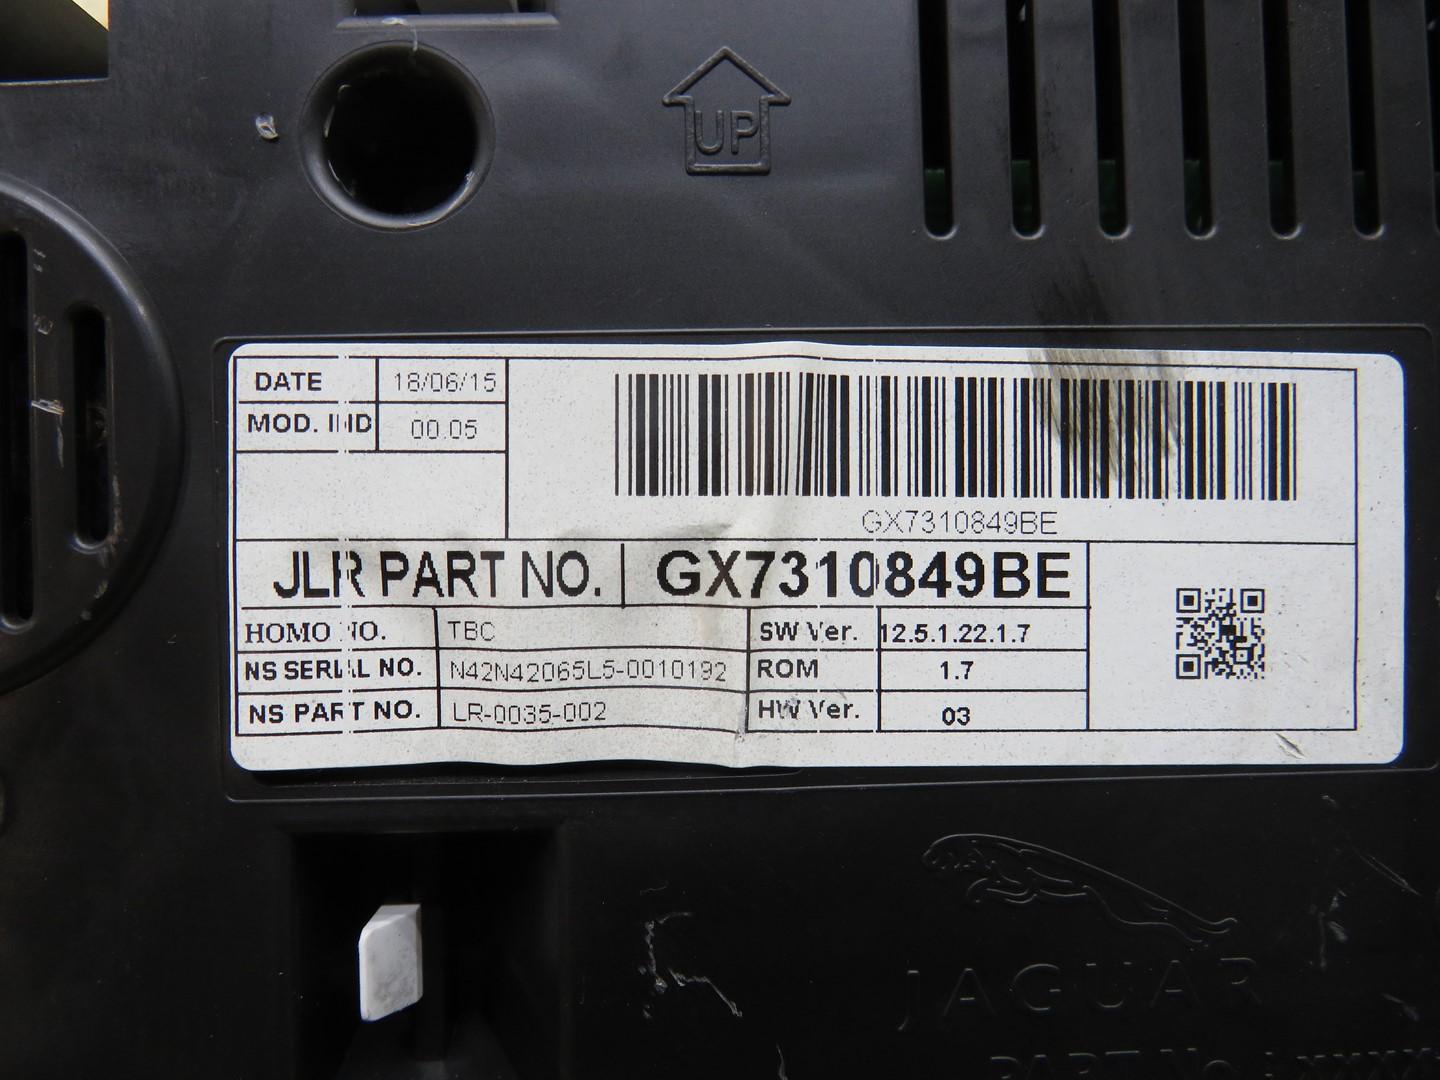 UP
DATE 18/06/15
MOD. IND 00.05
GX7310849BE
JLR PART NO. GX7310849BE
HOMO NO. TBC SW Ver. 12.5.1.22.1.7
NS SERIAL NO. N42N42065L5-0010192 ROM 1.7
NS PART NO. LR-0035-002 HW Ver. 03
JAGUAR
PART No :